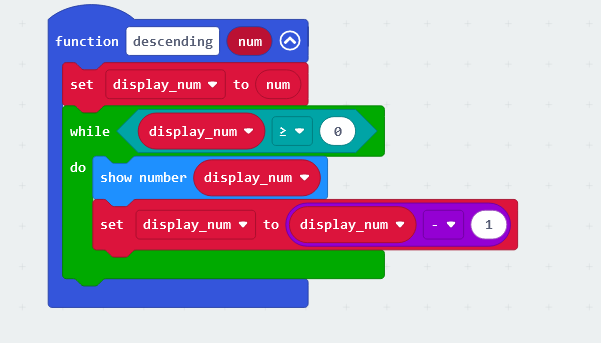 function descending num
set display_num to num
while display_num ≥ 0
do
show number display_num
set display_num to display_num - 1